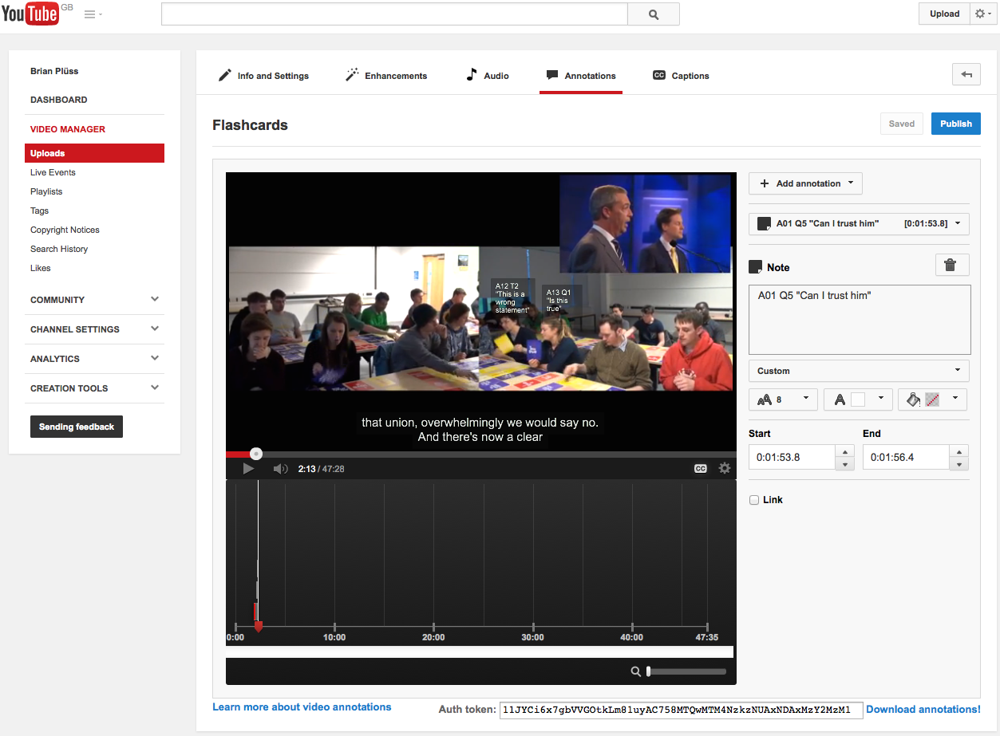 YouTube GB
Upload
Brian Plüss
DASHBOARD
VIDEO MANAGER
Uploads
Live Events
Playlists
Tags
Copyright Notices
Search History
Likes
COMMUNITY
CHANNEL SETTINGS
ANALYTICS
CREATION TOOLS
Sending feedback
Info and Settings
Enhancements
Audio
Annotations
CC Captions
Flashcards
Saved
Publish
A12 T2
"This is a
wrong
statement"
A13 Q1
"Is this
true"
that union, overwhelmingly we would say no.
And there's now a clear
2:13 / 47:28
CC
0:00
10:00
20:00
30:00
40:00
47:35
+ Add annotation
A01 Q5 "Can I trust him" [0:01:53.8]
Note
A01 Q5 "Can I trust him"
Custom
AA 8
A
Start
End
0:01:53.8
0:01:56.4
Link
Learn more about video annotations
Auth token: 11JYCi6x7gbVVGOtkLm81uyAC758MTQwMTM4NzkzNUAxNDAxMzY2MzM1
Download annotations!